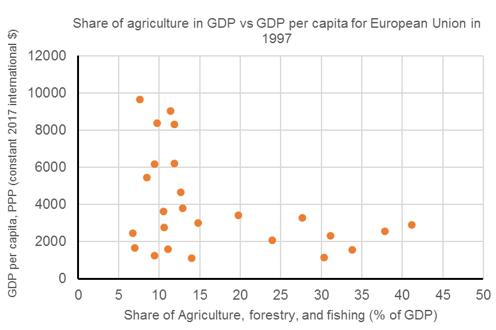 Share of agriculture in GDP vs GDP per capita for European Union in
1997
GDP per capita, PPP (constant 2017 international $)
12000
10000
8000
6000
4000
2000
0
0 5 10 15 20 25 30 35 40 45 50
Share of Agriculture, forestry, and fishing (% of GDP)